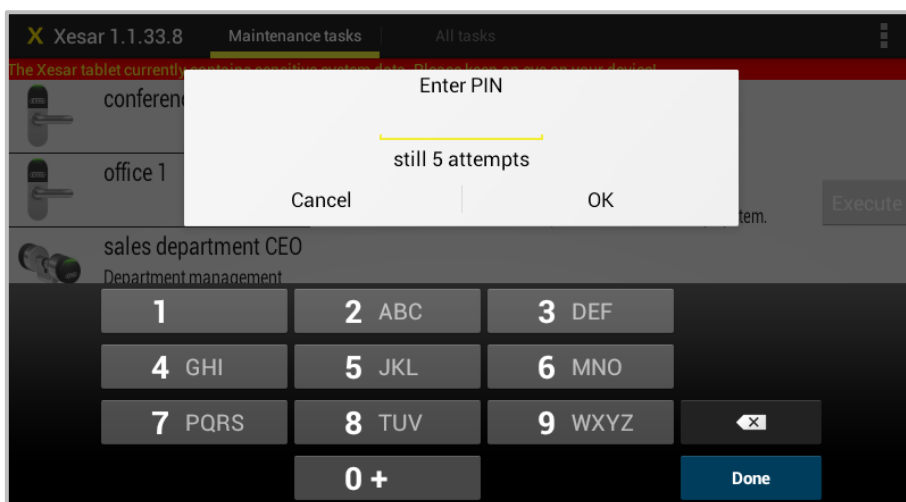 X Xesar 1.1.33.8 Maintenance tasks All tasks
The Xesar tablet currently contains sensitive system data. Please keep an eye on your device!
Enter PIN
conferen
still 5 attempts
office 1
Cancel OK
tem.
Execute
sales department CEO
Department management
1 2 ABC 3 DEF
4 GHI 5 JKL 6 MNO
7 PQRS 8 TUV 9 WXYZ
0 + Done